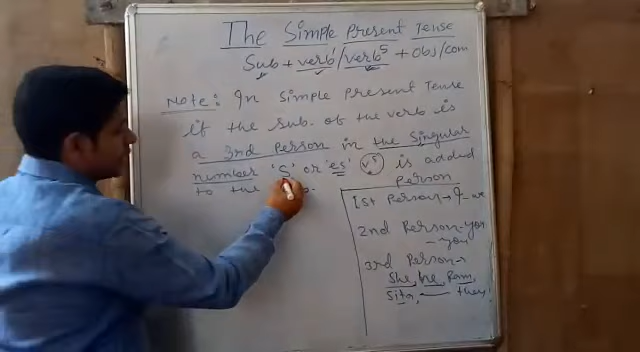 The Simple Present Tense
Sub + verb¹/verb⁵ + Obj/com
Note: In Simple Present Tense
if the sub. of the verb is
a 3rd Person in the Singular
number 'S' or 'es' (v⁵) is added
to the
Ist Person → I - we
2nd Person - you
- you
3rd Person →
She, he, Ram,
Sita, — they